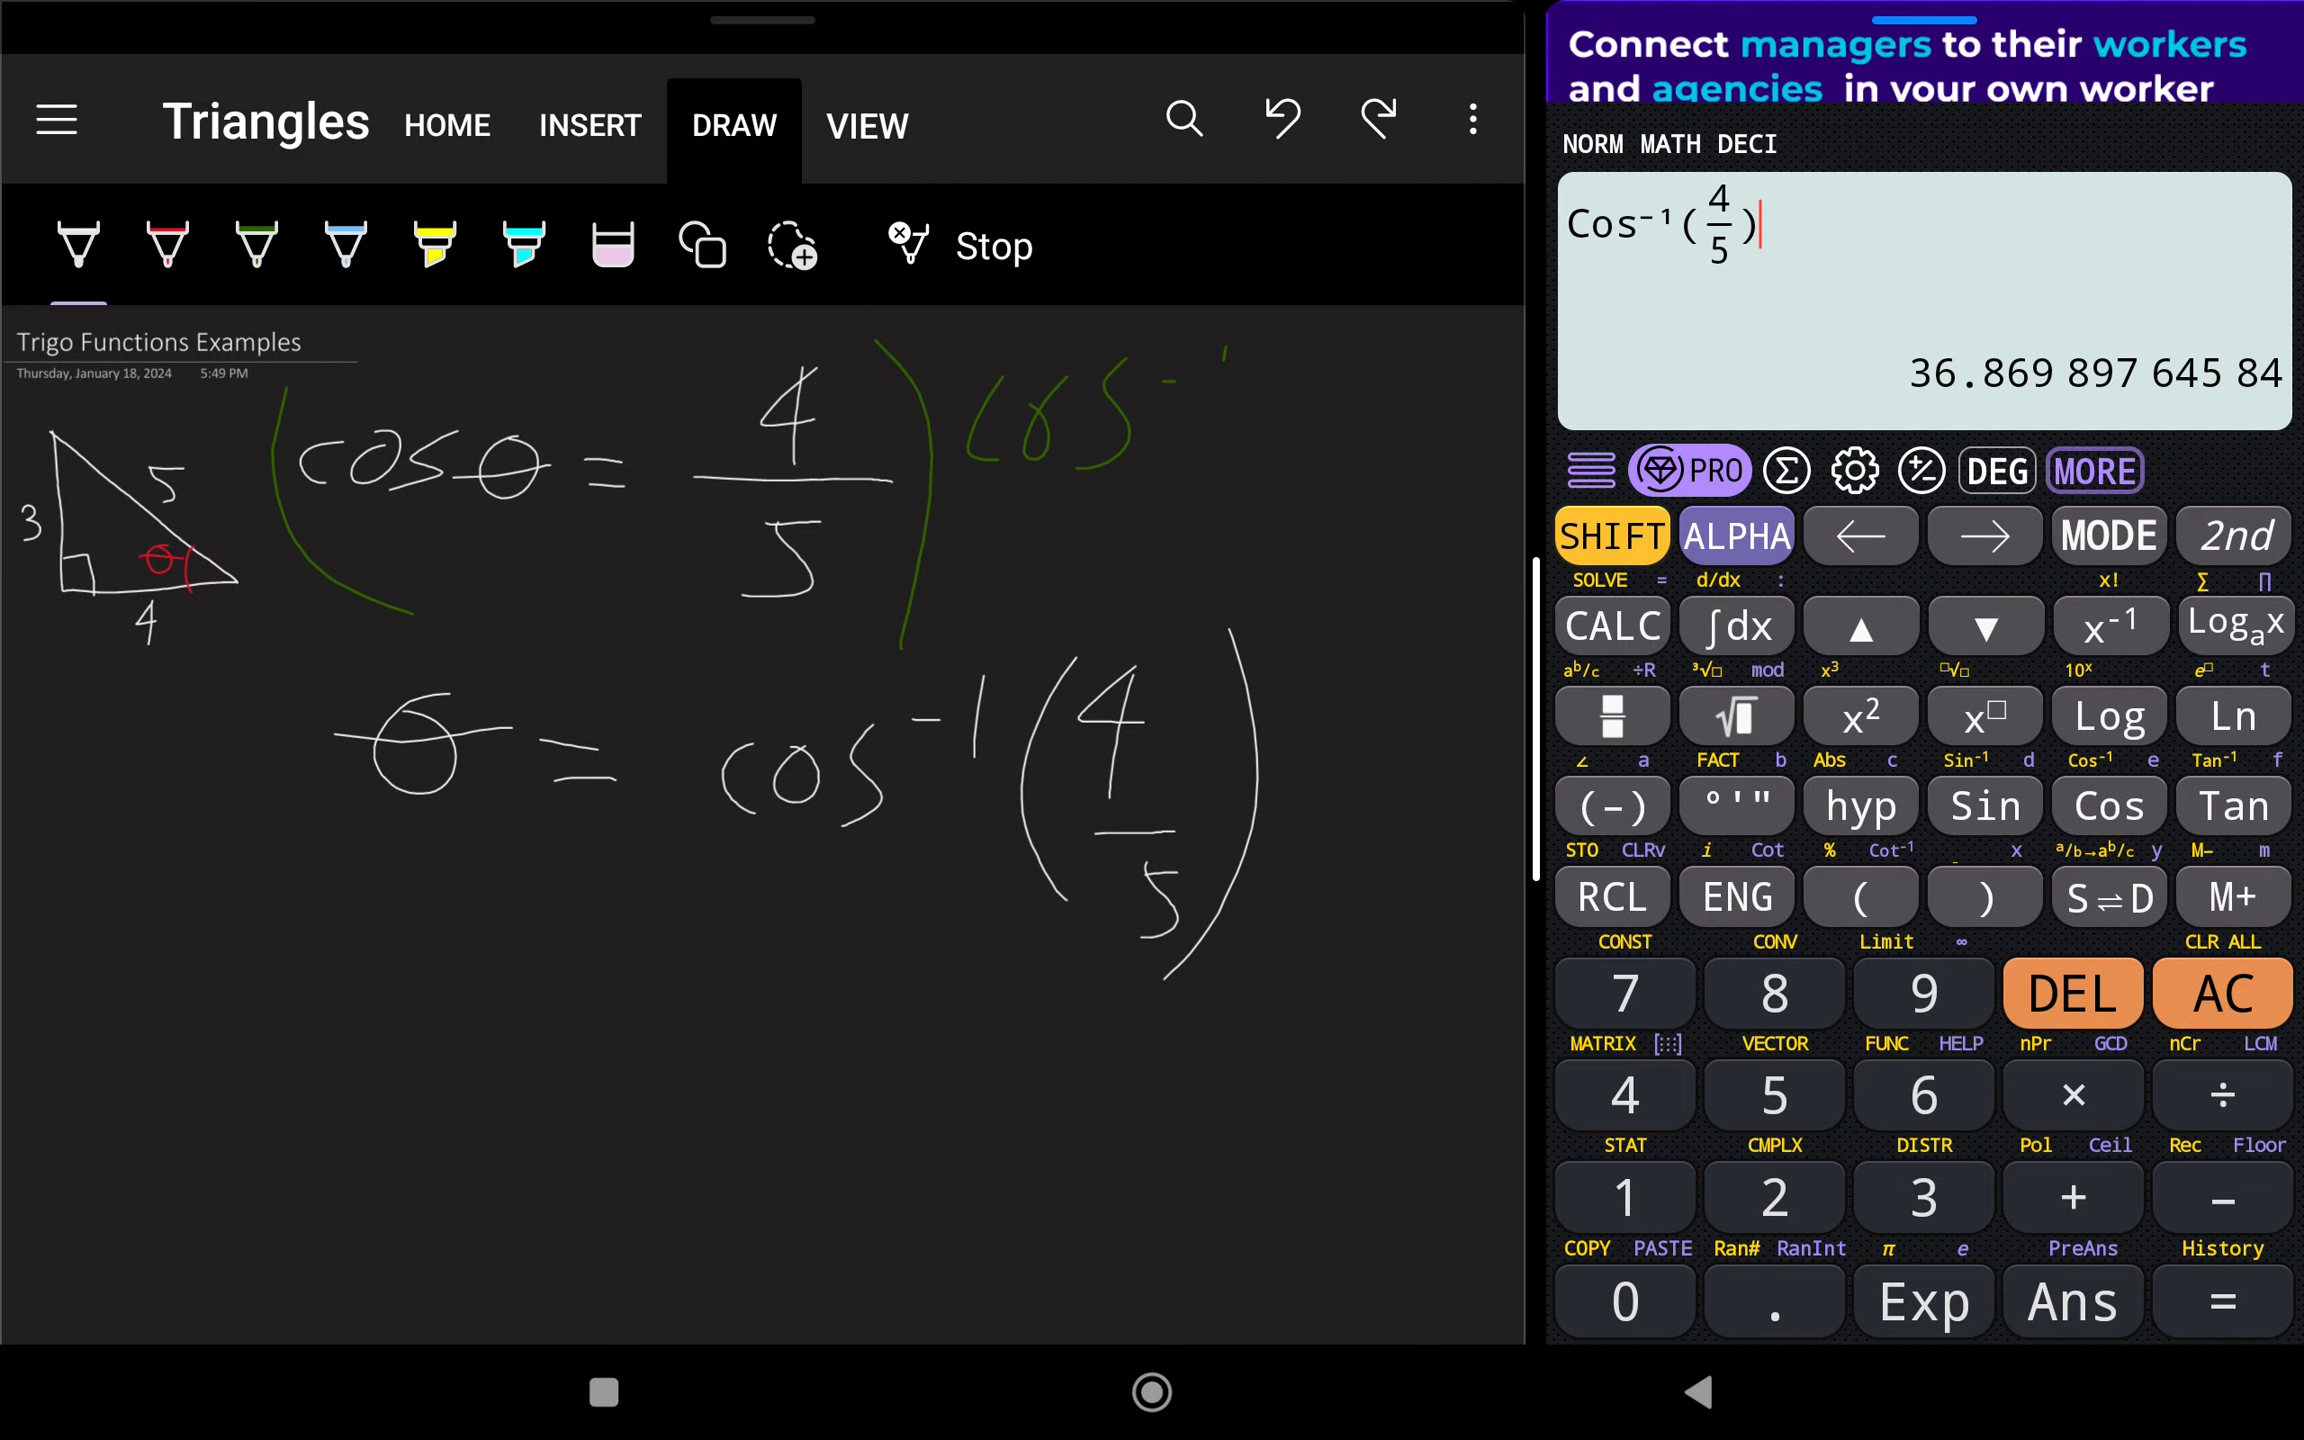 Triangles HOME INSERT DRAW VIEW
Stop
Trigo Functions Examples
Thursday, January 18, 2024 5:49 PM
(cos θ = 4/5) cos⁻¹
3
5
θ
4
θ = cos⁻¹(4/5)
Connect managers to their workers
and agencies in your own worker
NORM MATH DECI
Cos⁻¹(4/5)
36.869 897 645 84
PRO Σ DEG MORE
SHIFT ALPHA ← → MODE 2nd
SOLVE = d/dx : x! Σ ∏
CALC ∫dx ▲ ▼ x⁻¹ Logₐx
aᵇ/c ÷R ³√□ mod x³ □√□ 10ˣ e□ t
√ x² x□ Log Ln
∠ a FACT b Abs c Sin⁻¹ d Cos⁻¹ e Tan⁻¹ f
(−) °'" hyp Sin Cos Tan
STO CLRv i Cot % Cot⁻¹ x a/b→aᵇ/c y M− m
RCL ENG ( ) S⇌D M+
CONST CONV Limit ∞ CLR ALL
7 8 9 DEL AC
MATRIX [:::] VECTOR FUNC HELP nPr GCD nCr LCM
4 5 6 × ÷
STAT CMPLX DISTR Pol Ceil Rec Floor
1 2 3 + −
COPY PASTE Ran# RanInt π e PreAns History
0 . Exp Ans =